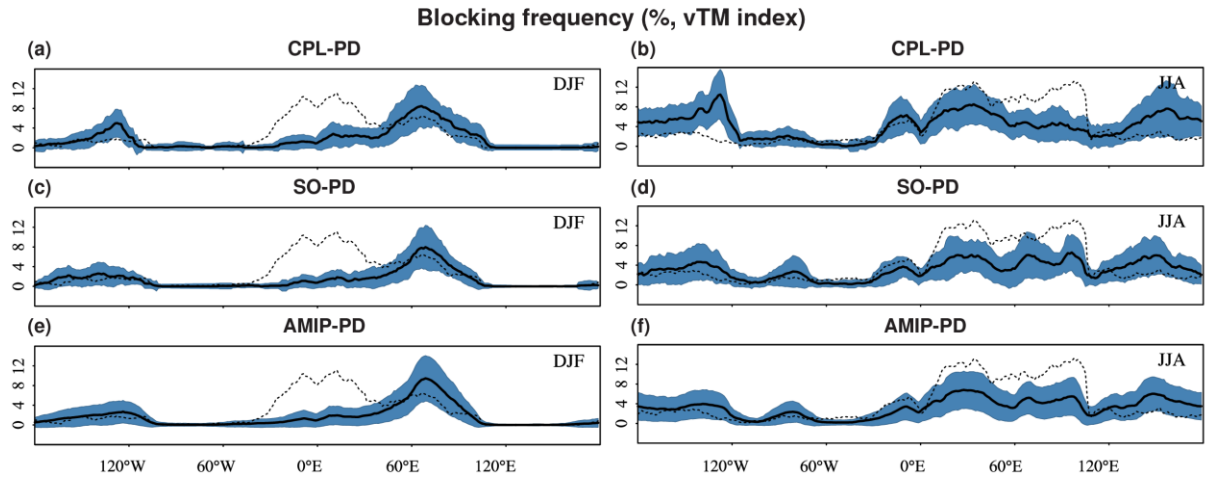 Blocking frequency (%, vTM index)
(a) CPL-PD
DJF
0 4 8 12
(b) CPL-PD
JJA
0 4 8 12
(c) SO-PD
DJF
0 4 8 12
(d) SO-PD
JJA
0 4 8 12
(e) AMIP-PD
DJF
0 4 8 12
(f) AMIP-PD
JJA
0 4 8 12
120°W 60°W 0°E 60°E 120°E
120°W 60°W 0°E 60°E 120°E